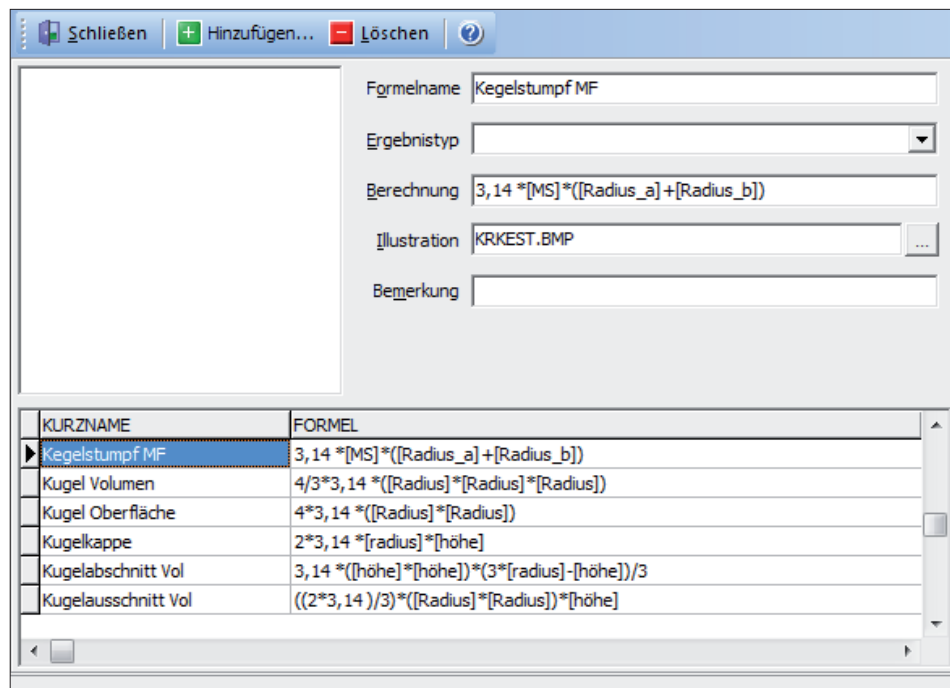 Schließen Hinzufügen... Löschen ?
Formelname Kegelstumpf MF
Ergebnistyp
Berechnung 3,14 *[MS]*([Radius_a]+[Radius_b])
Illustration KRKEST.BMP ...
Bemerkung
KURZNAME FORMEL
Kegelstumpf MF 3,14 *[MS]*([Radius_a]+[Radius_b])
Kugel Volumen 4/3*3,14 *([Radius]*[Radius]*[Radius])
Kugel Oberfläche 4*3,14 *([Radius]*[Radius])
Kugelkappe 2*3,14 *[radius]*[höhe]
Kugelabschnitt Vol 3,14 *([höhe]*[höhe])*(3*[radius]-[höhe])/3
Kugelausschnitt Vol ((2*3,14 )/3)*([Radius]*[Radius])*[höhe]